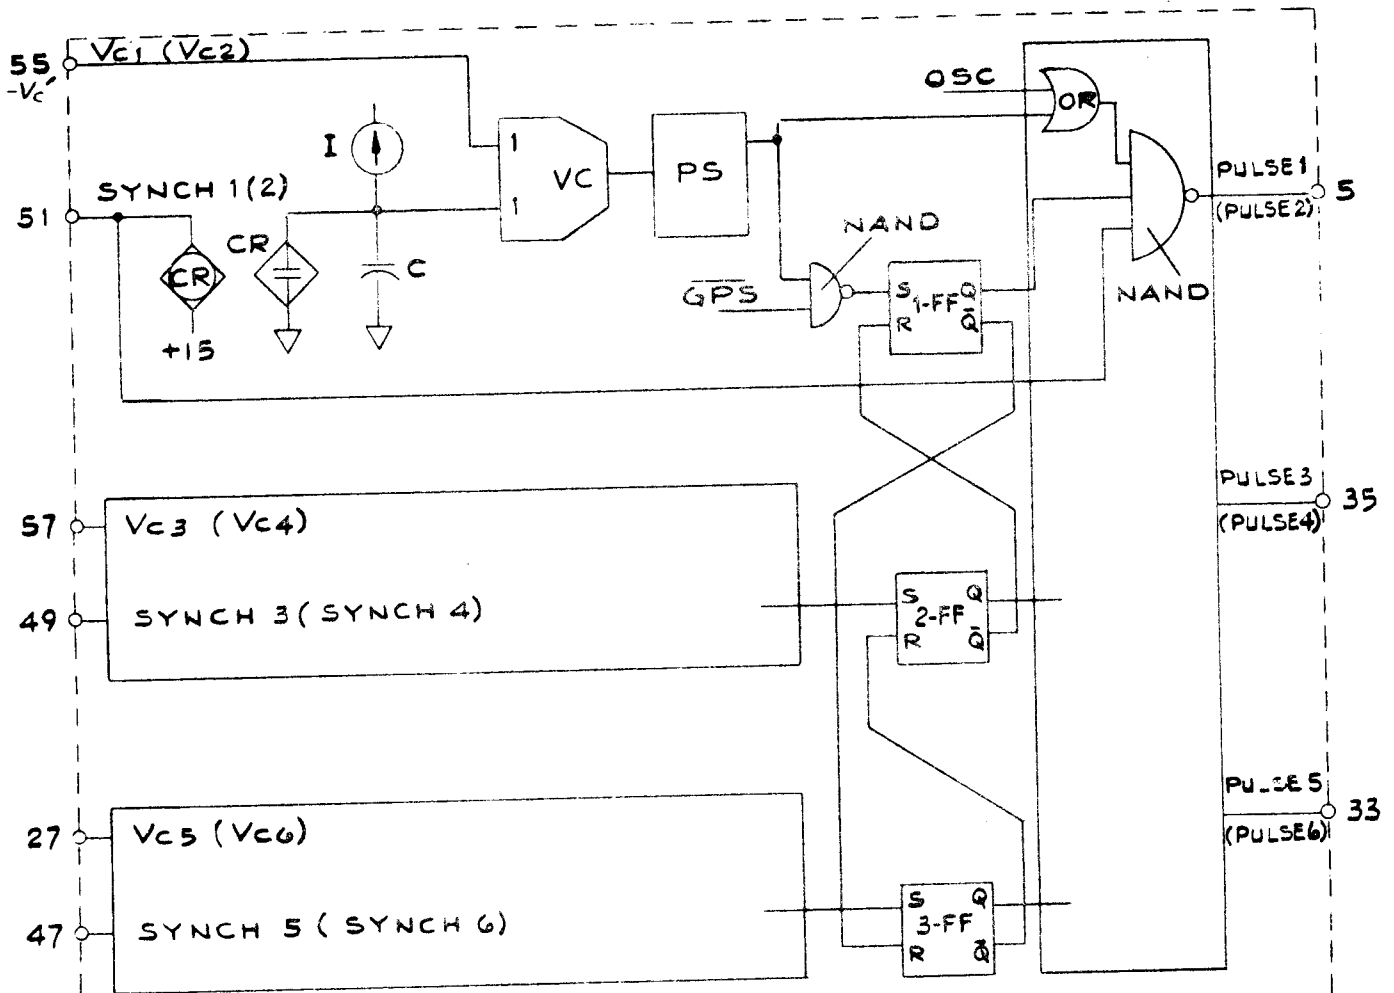 55
-Vc'
Vc1 (Vc2)
OSC
OR
I
VC
1
1
PS
SYNCH 1(2)
51
CR
CR
C
+15
NAND
GPS
S
1-FF
Q
R
Q̅
PULSE1
(PULSE2)
5
NAND
57
Vc3 (Vc4)
49
SYNCH 3 (SYNCH 4)
S
2-FF
Q
R
Q̅
PULSE3
(PULSE4)
35
27
Vc5 (Vc6)
47
SYNCH 5 (SYNCH 6)
S
3-FF
Q
R
Q̅
PULSE5
(PULSE6)
33